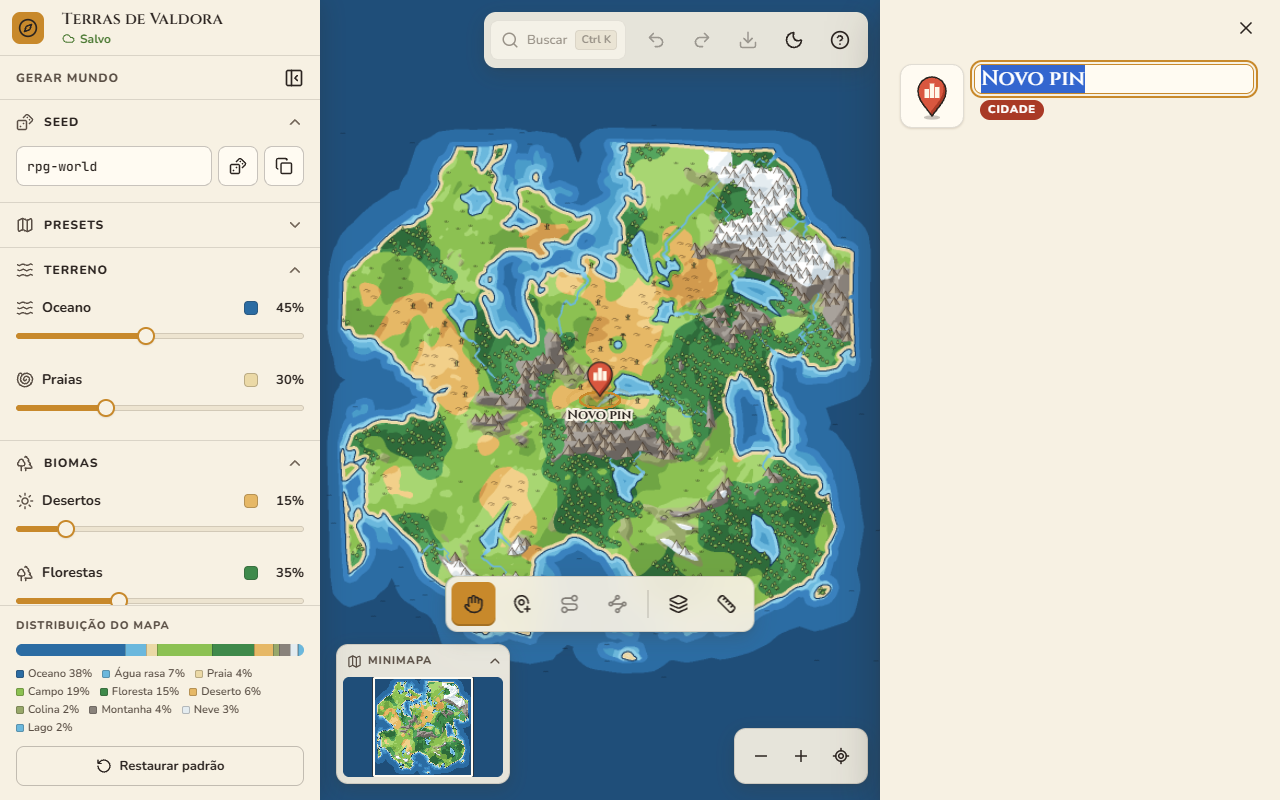 Terras de Valdora
Salvo
GERAR MUNDO
SEED
rpg-world
PRESETS
TERRENO
Oceano 45%
Praias 30%
BIOMAS
Desertos 15%
Florestas 35%
DISTRIBUIÇÃO DO MAPA
Oceano 38% Água rasa 7% Praia 4%
Campo 19% Floresta 15% Deserto 6%
Colina 2% Montanha 4% Neve 3%
Lago 2%
Restaurar padrão
Buscar Ctrl K
Novo pin
MINIMAPA
Novo pin
CIDADE